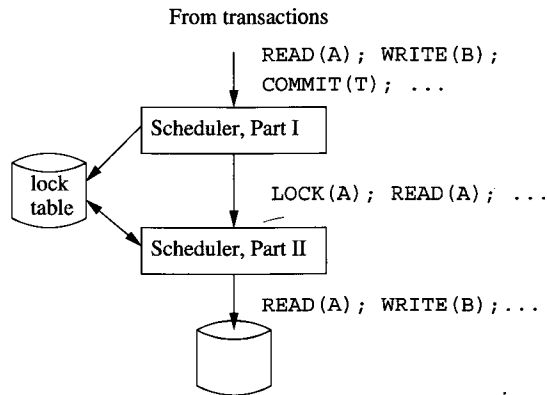 From transactions
READ(A); WRITE(B);
COMMIT(T); ...
Scheduler, Part I
lock
table
LOCK(A); READ(A); ...
Scheduler, Part II
READ(A); WRITE(B);...